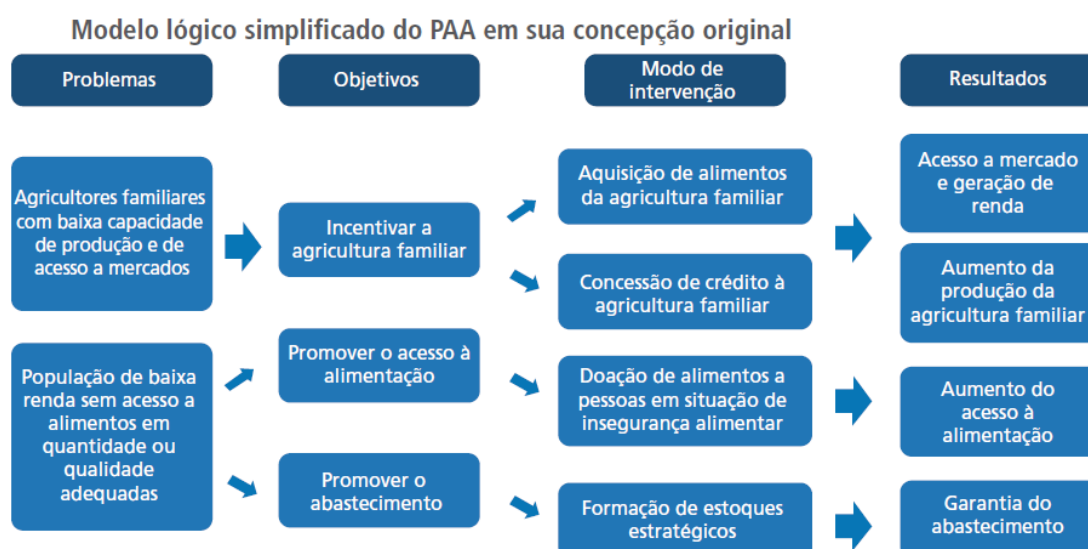 Modelo lógico simplificado do PAA em sua concepção original
Problemas
Objetivos
Modo de
intervenção
Resultados
Agricultores familiares
com baixa capacidade
de produção e de
acesso a mercados
Incentivar a
agricultura familiar
Aquisição de alimentos
da agricultura familiar
Concessão de crédito à
agricultura familiar
Acesso a mercado
e geração de
renda
Aumento da
produção da
agricultura familiar
População de baixa
renda sem acesso a
alimentos em
quantidade ou
qualidade
adequadas
Promover o acesso à
alimentação
Doação de alimentos a
pessoas em situação de
insegurança alimentar
Aumento do
acesso à
alimentação
Promover o
abastecimento
Formação de estoques
estratégicos
Garantia do
abastecimento